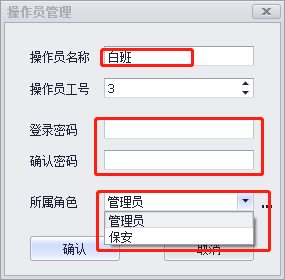 操作员管理
操作员名称 白班
操作员工号 3
登录密码
确认密码
所属角色 管理员 ...
管理员
保安
确认 取消